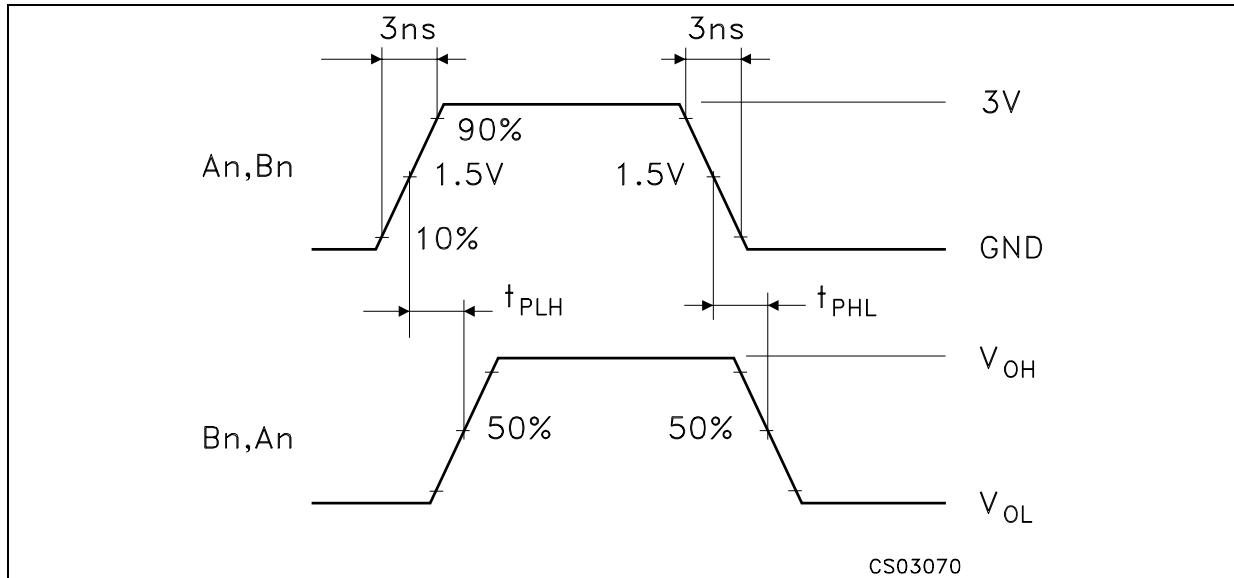 3ns 3ns
3V
90%
An,Bn 1.5V 1.5V
10% GND
tPLH tPHL
VOH
Bn,An 50% 50%
VOL
CS03070